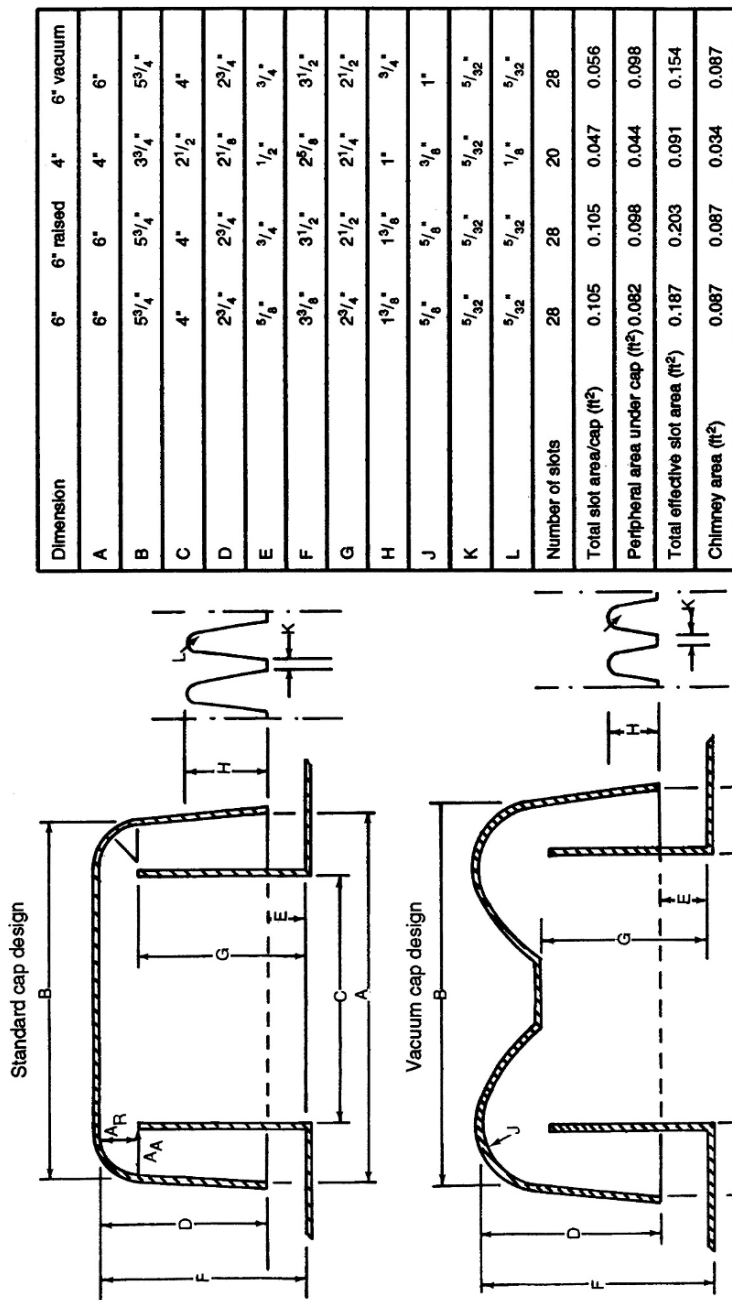 Standard cap design
B
A_R
A_A
D
F
G
E
C
A
H
L
K
Vacuum cap design
B
J
D
F
G
E
H
K
Dimension 6" 6" raised 4" 6" vacuum
A 6" 6" 4" 6"
B 5³/₄" 5³/₄" 3³/₄" 5³/₄"
C 4" 4" 2¹/₂" 4"
D 2³/₄" 2³/₄" 2¹/₈" 2³/₄"
E ⁵/₈" ³/₄" ¹/₂" ³/₄"
F 3³/₈" 3¹/₂" 2⁵/₈" 3¹/₂"
G 2³/₄" 2¹/₂" 2¹/₄" 2¹/₂"
H 1³/₈" 1³/₈" 1" ³/₄"
J ⁵/₈" ⁵/₈" ³/₈" 1"
K ⁵/₃₂" ⁵/₃₂" ⁵/₃₂" ⁵/₃₂"
L ⁵/₃₂" ⁵/₃₂" ¹/₈" ⁵/₃₂"
Number of slots 28 28 20 28
Total slot area/cap (ft²) 0.105 0.105 0.047 0.056
Peripheral area under cap (ft²) 0.082 0.098 0.044 0.098
Total effective slot area (ft²) 0.187 0.203 0.091 0.154
Chimney area (ft²) 0.087 0.087 0.034 0.087